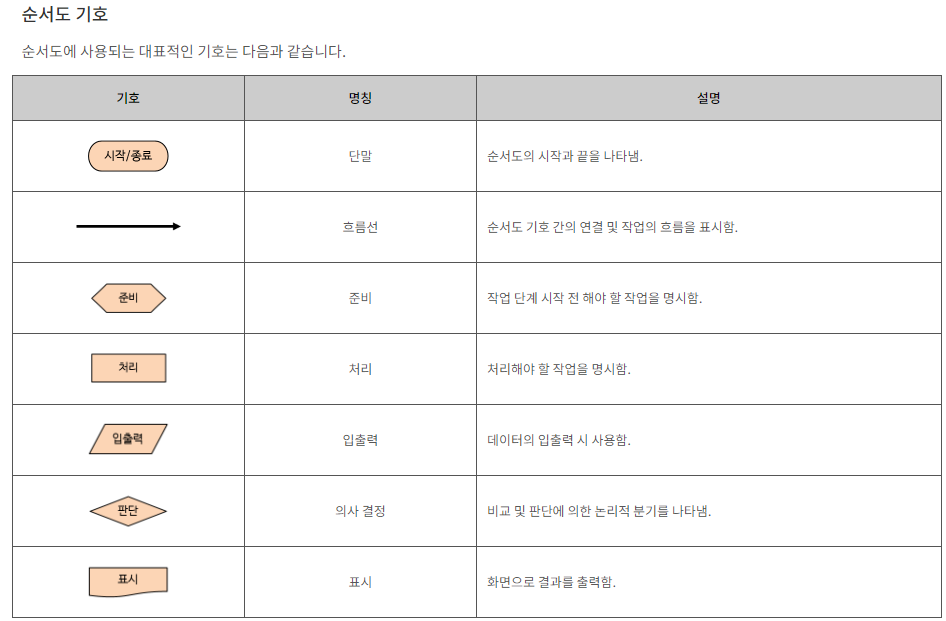 순서도 기호
순서도에 사용되는 대표적인 기호는 다음과 같습니다.
기호 명칭 설명
시작/종료 단말 순서도의 시작과 끝을 나타냄.
흐름선 순서도 기호 간의 연결 및 작업의 흐름을 표시함.
준비 준비 작업 단계 시작 전 해야 할 작업을 명시함.
처리 처리 처리해야 할 작업을 명시함.
입출력 입출력 데이터의 입출력 시 사용함.
판단 의사 결정 비교 및 판단에 의한 논리적 분기를 나타냄.
표시 표시 화면으로 결과를 출력함.